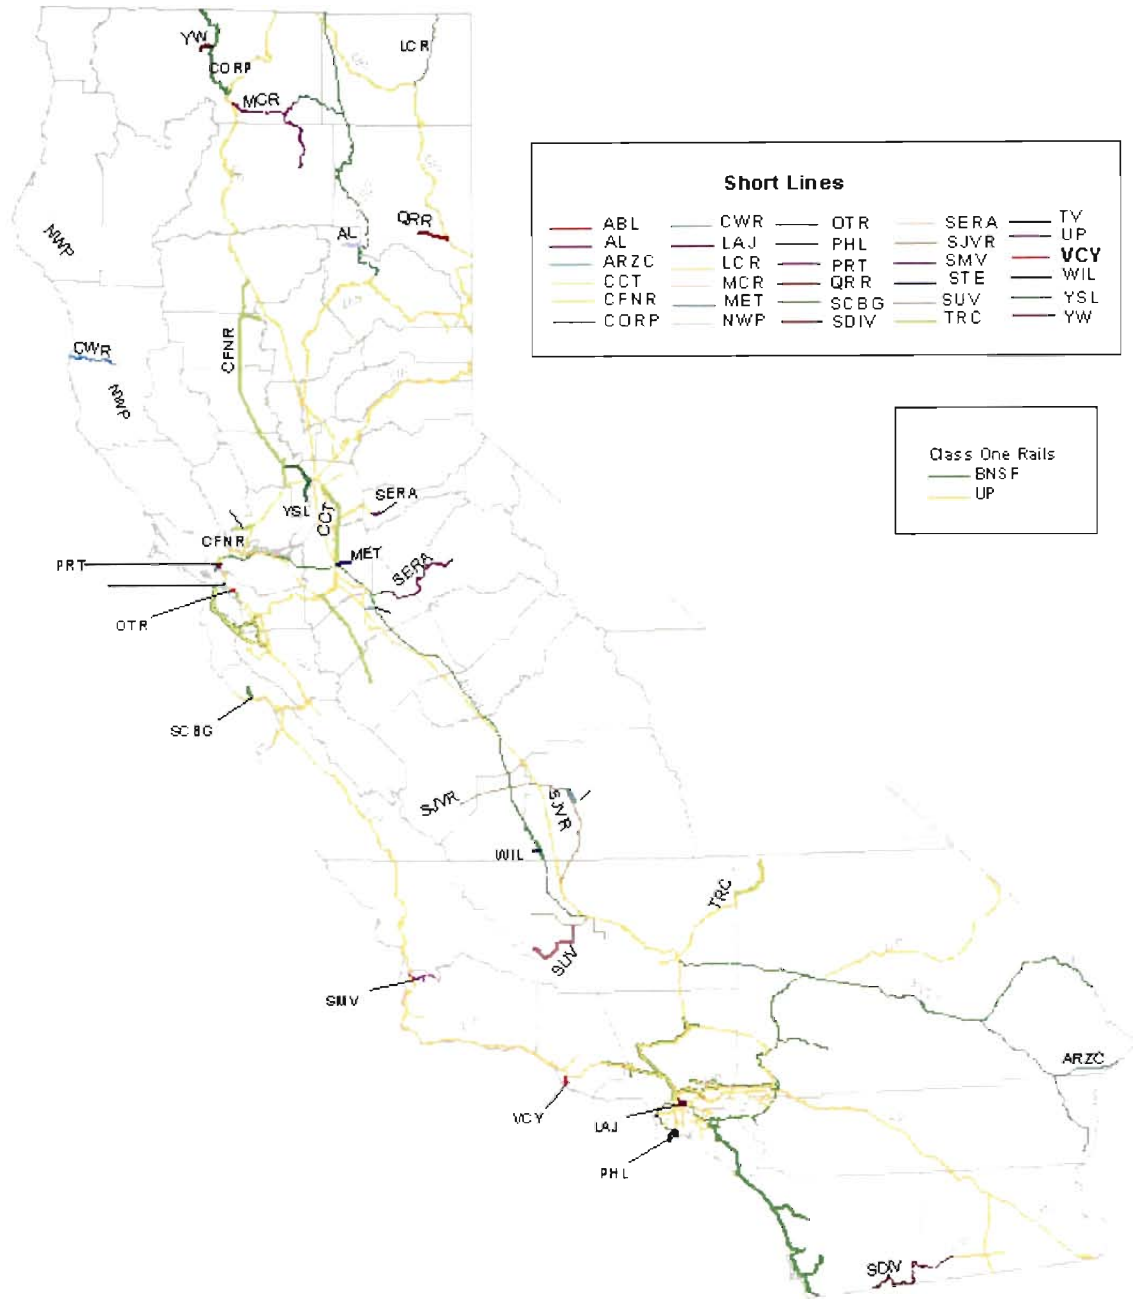 YW
LCR
CORP
MCR
NWP
AL
QRR
Short Lines
ABL
CWR
OTR
SERA
TV
AL
LAJ
PHL
SJVR
UP
ARZC
LCR
PRT
SMV
VCY
CCT
MCR
QRR
STE
WIL
CFNR
MET
SCBG
SUV
YSL
CORP
NWP
SDIV
TRC
YW
CFNR
CWR
NWP
Class One Rails
BNSF
UP
SERA
YSL
CCT
CFNR
MET
PRT
SERA
OTR
SCBG
SJVR
SJVR
WIL
TRC
SUV
SMV
ARZC
VCY
LAJ
PHL
SDIV